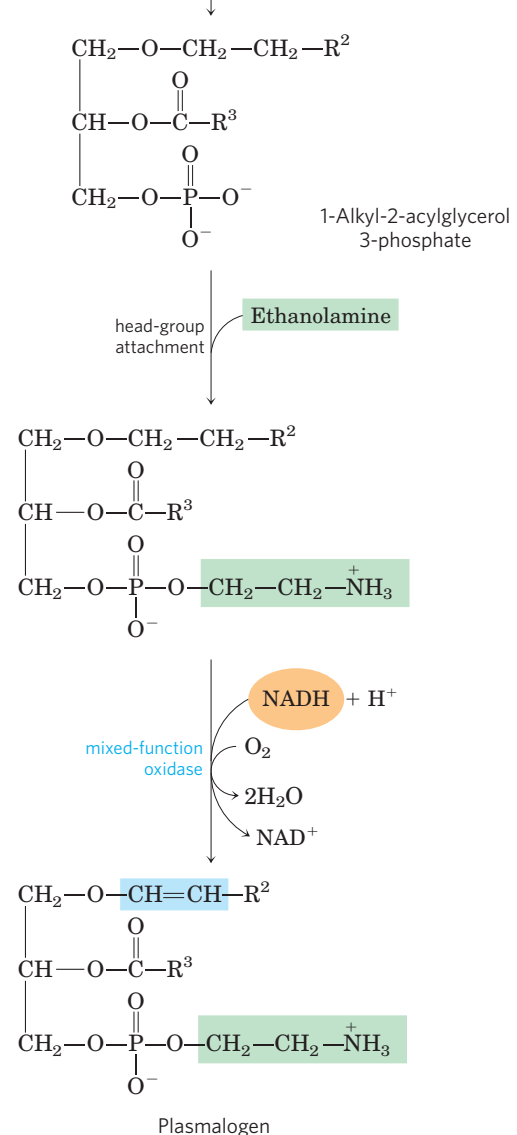 CH₂—O—CH₂—CH₂—R²
O
CH—O—C—R³
O
CH₂—O—P—O⁻
O⁻
1-Alkyl-2-acylglycerol
3-phosphate
Ethanolamine
head-group
attachment
CH₂—O—CH₂—CH₂—R²
O
CH—O—C—R³
O
CH₂—O—P—O—CH₂—CH₂—N⁺H₃
O⁻
NADH + H⁺
mixed-function
oxidase
O₂
2H₂O
NAD⁺
CH₂—O—CH=CH—R²
O
CH—O—C—R³
O
CH₂—O—P—O—CH₂—CH₂—N⁺H₃
O⁻
Plasmalogen